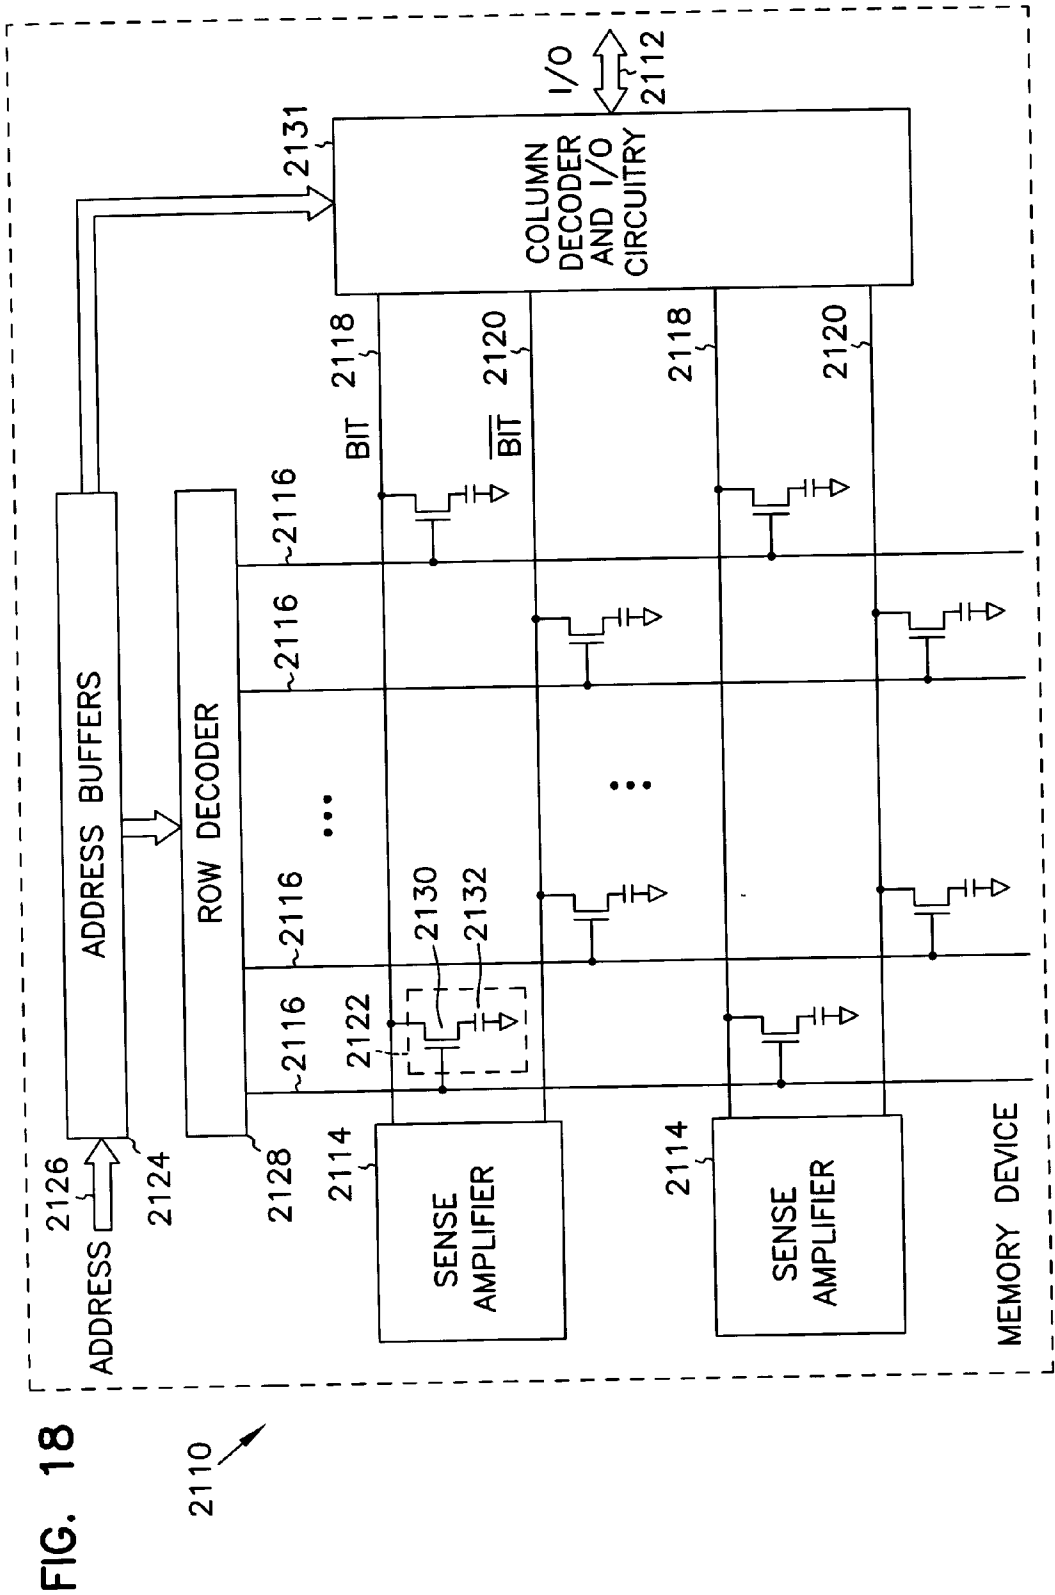 FIG. 18
2110
ADDRESS
2126
ADDRESS BUFFERS
2124
ROW DECODER
2128
2116
2116
2116
2116
2131
I/O
2112
COLUMN
DECODER
AND I/O
CIRCUITRY
BIT
2118
B̅I̅T̅
2120
2118
2120
2122
2130
2132
•••
•••
2114
SENSE
AMPLIFIER
2114
SENSE
AMPLIFIER
MEMORY DEVICE